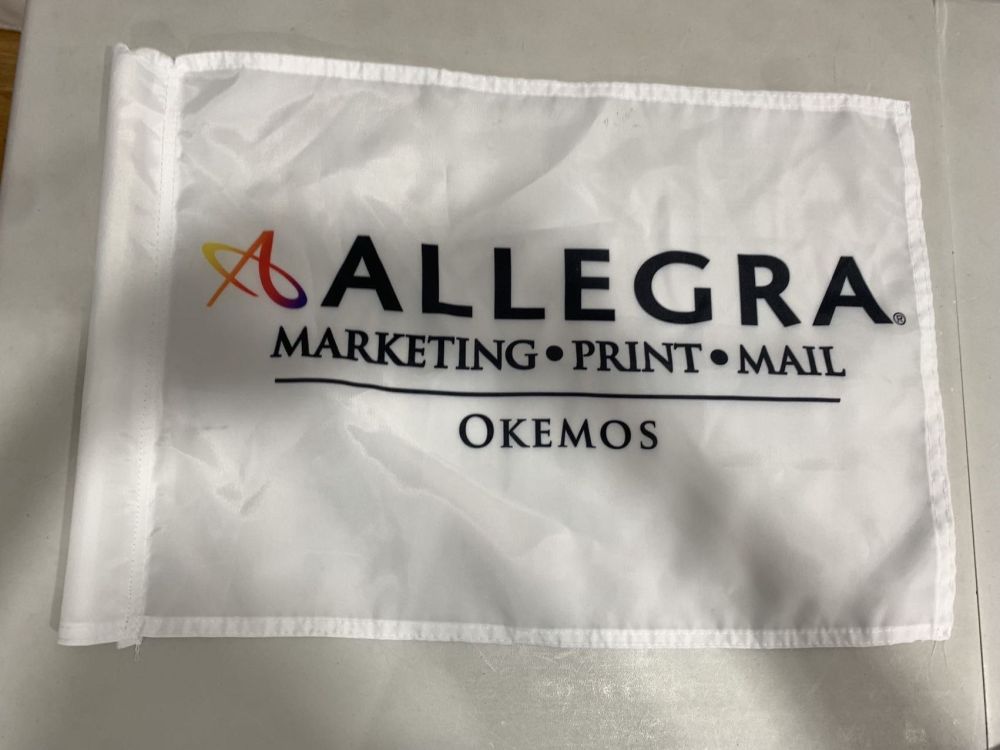 ALLEGRA®
MARKETING • PRINT • MAIL
OKEMOS